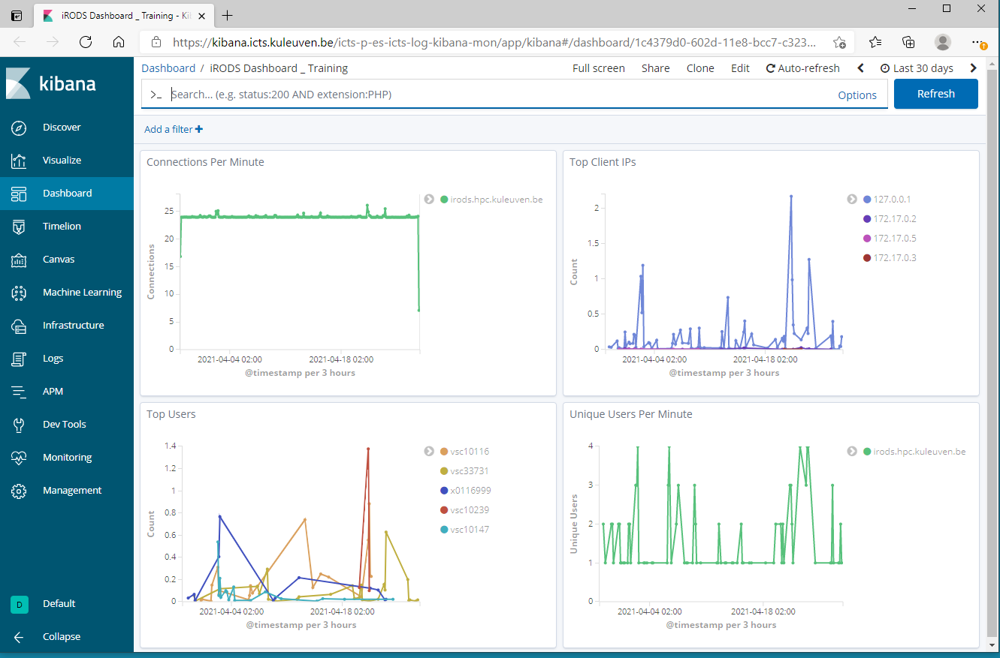 iRODS Dashboard _ Training - Ki
https://kibana.icts.kuleuven.be/icts-p-es-icts-log-kibana-mon/app/kibana#/dashboard/1c4379d0-602d-11e8-bcc7-c323...
kibana
Discover
Visualize
Dashboard
Timelion
Canvas
Machine Learning
Infrastructure
Logs
APM
Dev Tools
Monitoring
Management
D Default
Collapse
Dashboard / iRODS Dashboard _ Training
Full screen Share Clone Edit Auto-refresh Last 30 days
>_ Search... (e.g. status:200 AND extension:PHP) Options Refresh
Add a filter +
Connections Per Minute
Connections
25
20
15
10
5
0
2021-04-04 02:00 2021-04-18 02:00
@timestamp per 3 hours
irods.hpc.kuleuven.be
Top Client IPs
Count
2
1.5
1
0.5
0
2021-04-04 02:00 2021-04-18 02:00
@timestamp per 3 hours
127.0.0.1
172.17.0.2
172.17.0.5
172.17.0.3
Top Users
Count
1.4
1.2
1
0.8
0.6
0.4
0.2
0
2021-04-04 02:00 2021-04-18 02:00
@timestamp per 3 hours
vsc10116
vsc33731
x0116999
vsc10239
vsc10147
Unique Users Per Minute
Unique Users
4
3
2
1
0
2021-04-04 02:00 2021-04-18 02:00
@timestamp per 3 hours
irods.hpc.kuleuven.be